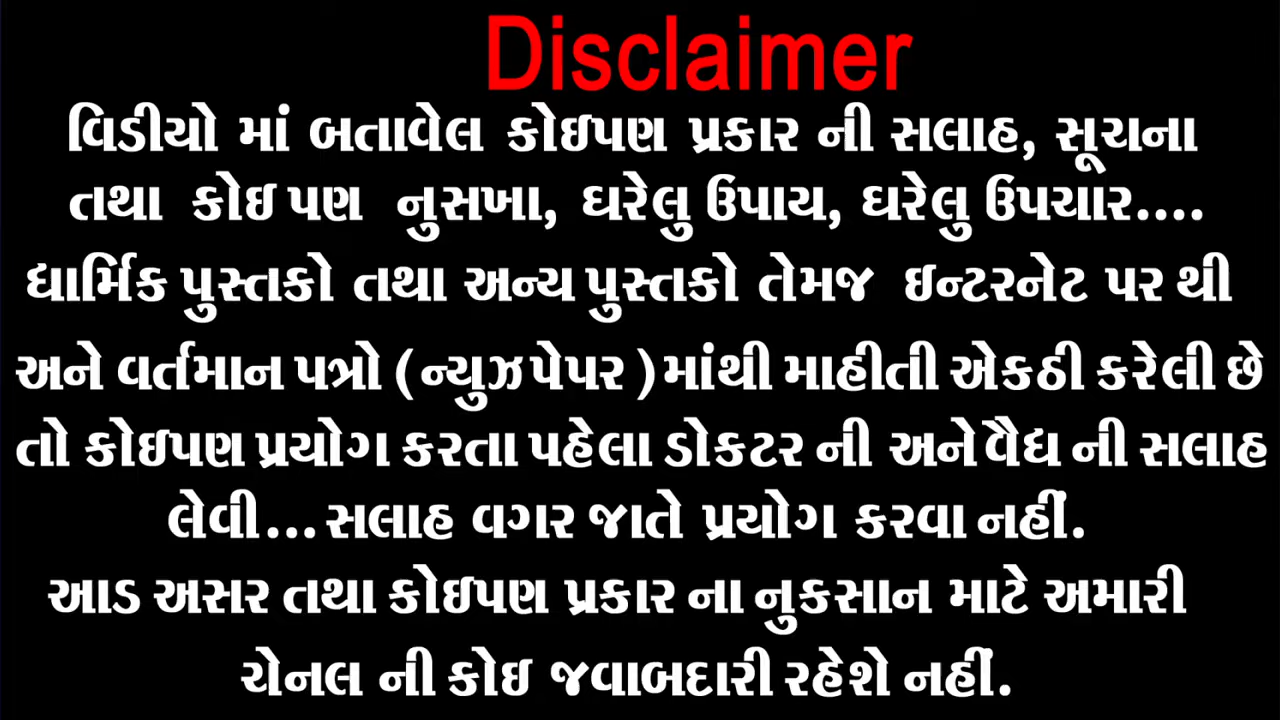 Disclaimer
વિડીયો માં બતાવેલ કોઇપણ પ્રકાર ની સલાહ, સૂચના
તથા કોઇ પણ નુસખા, ઘરેલુ ઉપાય, ઘરેલુ ઉપચાર....
ધાર્મિક પુસ્તકો તથા અન્ય પુસ્તકો તેમજ ઇન્ટરનેટ પર થી
અને વર્તમાન પત્રો ( ન્યુઝપેપર ) માંથી માહીતી એકઠી કરેલી છે
તો કોઇપણ પ્રયોગ કરતા પહેલા ડોકટર ની અને વૈદ્ય ની સલાહ
લેવી... સલાહ વગર જાતે પ્રયોગ કરવા નહીં.
આડ અસર તથા કોઇપણ પ્રકાર ના નુકસાન માટે અમારી
ચેનલ ની કોઇ જવાબદારી રહેશે નહીં.